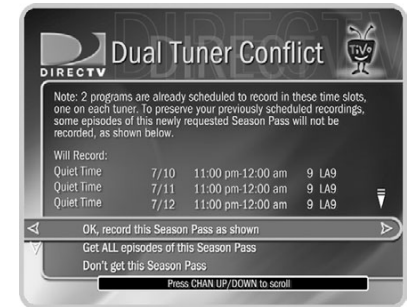 DIRECTV
Dual Tuner Conflict
TiVo
Note: 2 programs are already scheduled to record in these time slots,
one on each tuner. To preserve your previously scheduled recordings,
some episodes of this newly requested Season Pass will not be
recorded, as shown below.
Will Record:
Quiet Time 7/10 11:00 pm-12:00 am 9 LA9
Quiet Time 7/11 11:00 pm-12:00 am 9 LA9
Quiet Time 7/12 11:00 pm-12:00 am 9 LA9
OK, record this Season Pass as shown
Get ALL episodes of this Season Pass
Don't get this Season Pass
Press CHAN UP/DOWN to scroll